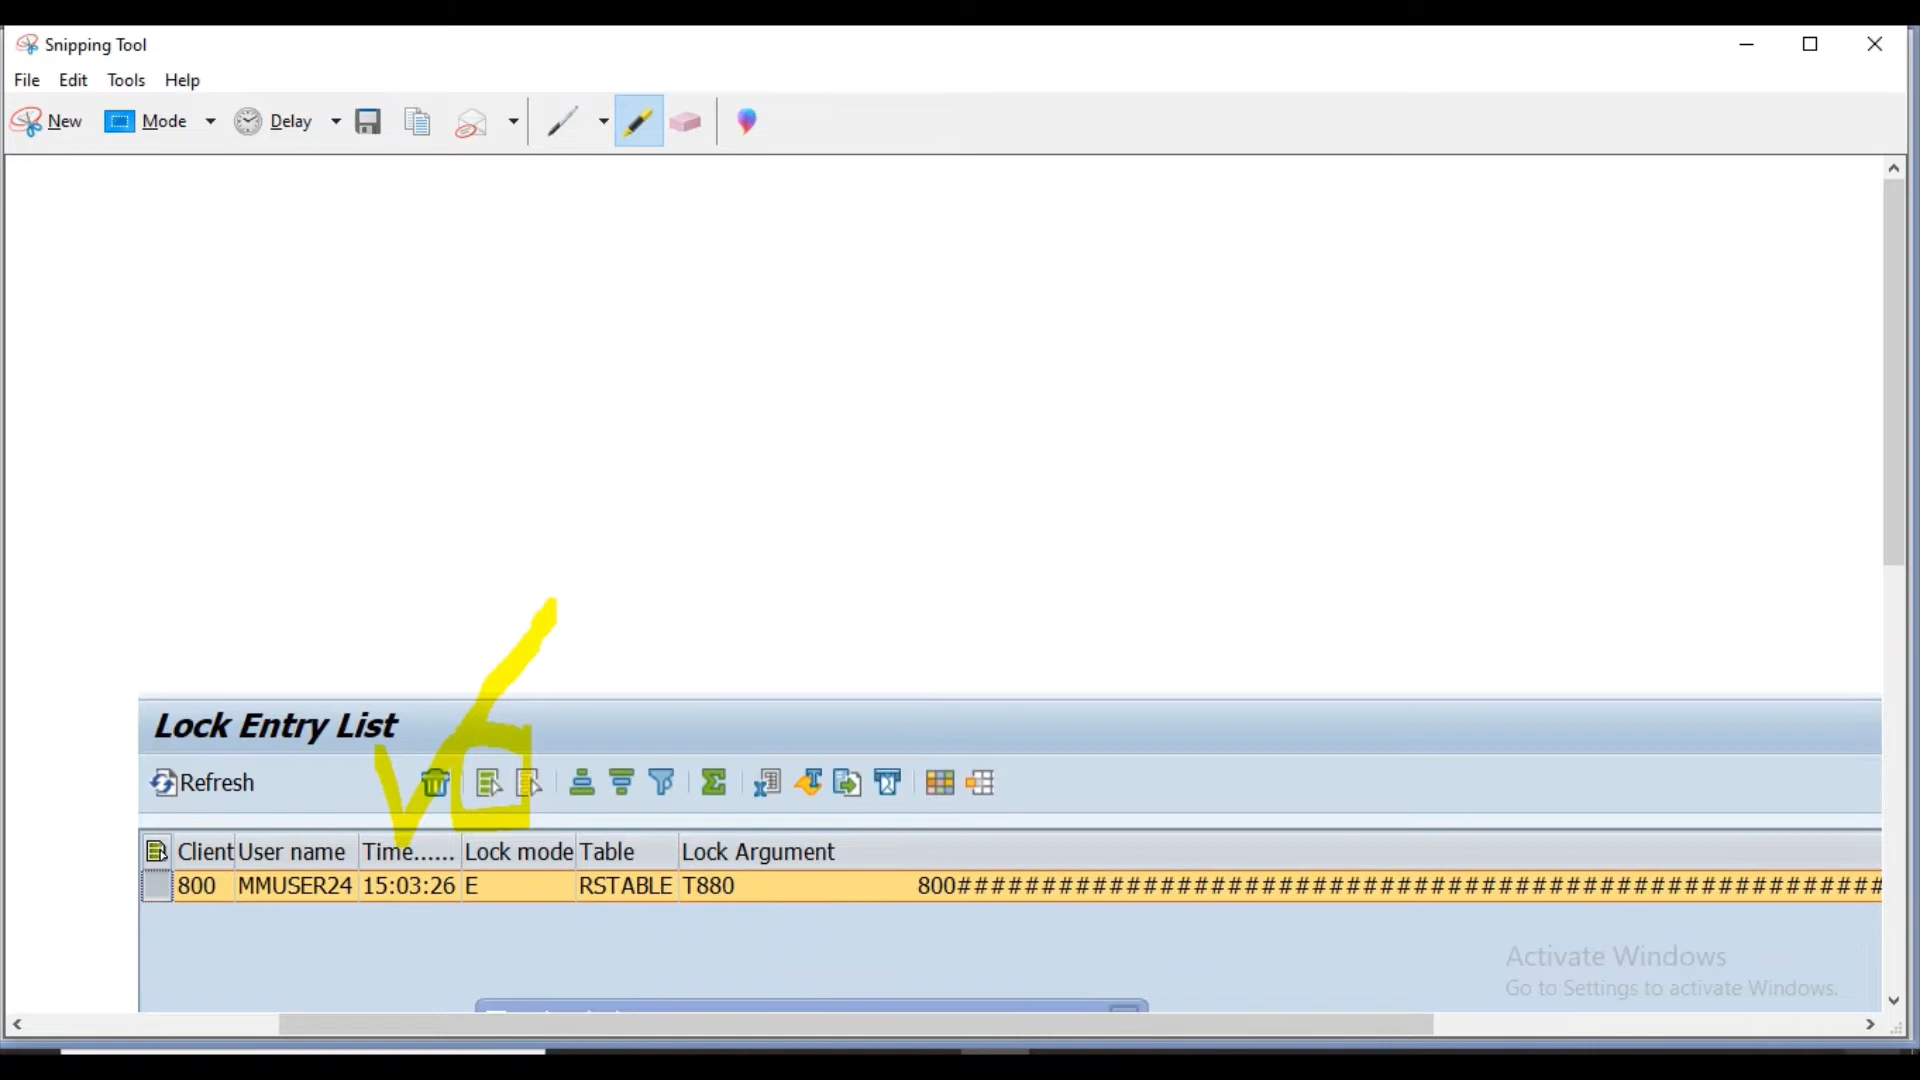 Snipping Tool
File Edit Tools Help
New Mode Delay
Lock Entry List
Refresh
Client User name Time...... Lock mode Table Lock Argument
800 MMUSER24 15:03:26 E RSTABLE T880 800######################################################
Activate Windows
Go to Settings to activate Windows.